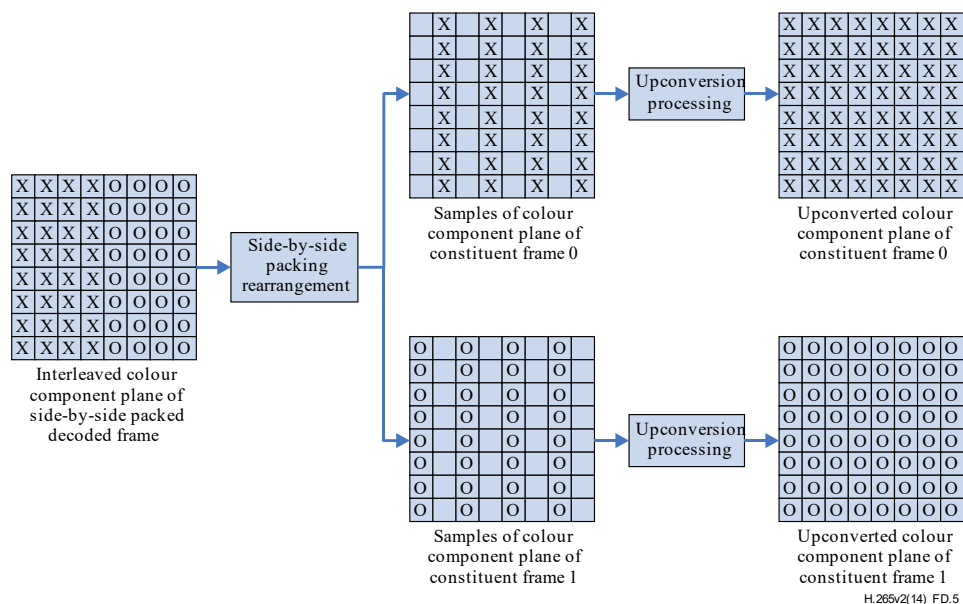 X X X X O O O O
X X X X O O O O
X X X X O O O O
X X X X O O O O
X X X X O O O O
X X X X O O O O
X X X X O O O O
X X X X O O O O
Interleaved colour
component plane of
side-by-side packed
decoded frame
Side-by-side
packing
rearrangement
X X X X
X X X X
X X X X
X X X X
X X X X
X X X X
X X X X
X X X X
Samples of colour
component plane of
constituent frame 0
Upconversion
processing
X X X X X X X X
X X X X X X X X
X X X X X X X X
X X X X X X X X
X X X X X X X X
X X X X X X X X
X X X X X X X X
X X X X X X X X
Upconverted colour
component plane of
constituent frame 0
O O O O
O O O O
O O O O
O O O O
O O O O
O O O O
O O O O
O O O O
Samples of colour
component plane of
constituent frame 1
Upconversion
processing
O O O O O O O O
O O O O O O O O
O O O O O O O O
O O O O O O O O
O O O O O O O O
O O O O O O O O
O O O O O O O O
O O O O O O O O
Upconverted colour
component plane of
constituent frame 1
H.265v2(14)_FD.5